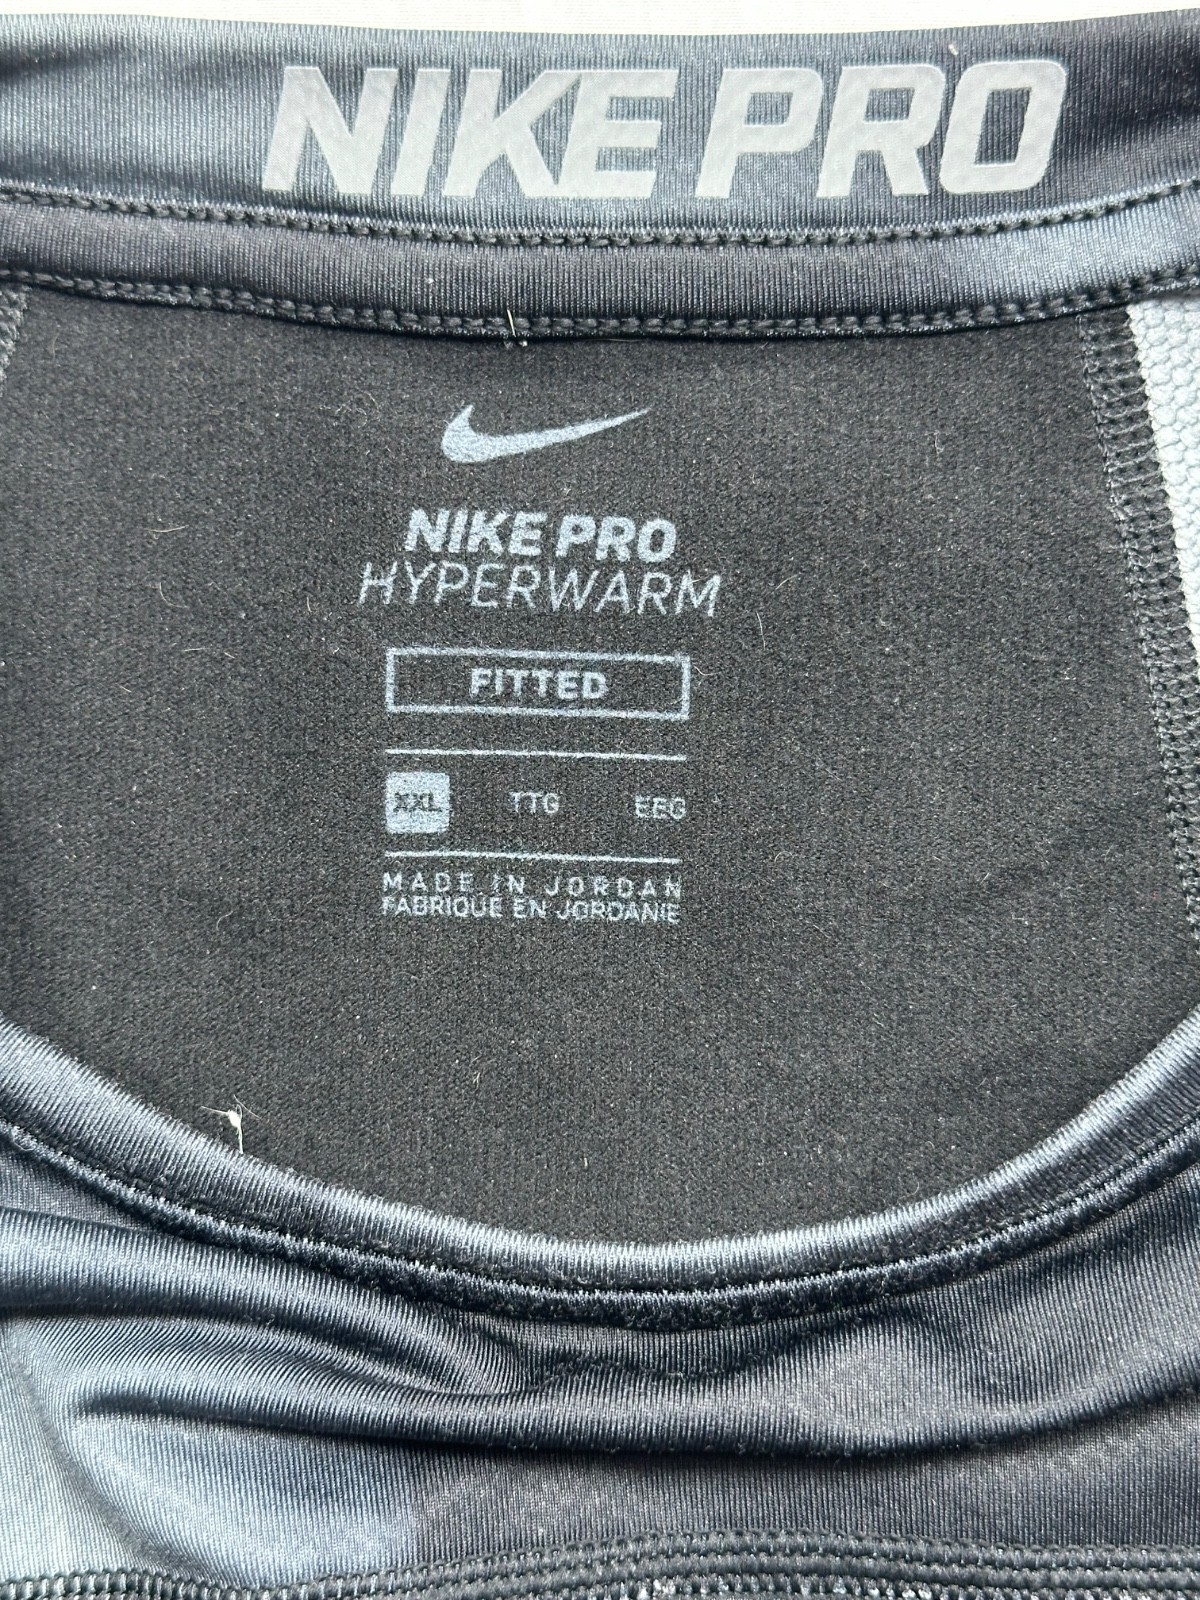 NIKE PRO
NIKE PRO
HYPERWARM
FITTED
XXL TTG EEG
MADE IN JORDAN
FABRIQUE EN JORDANIE